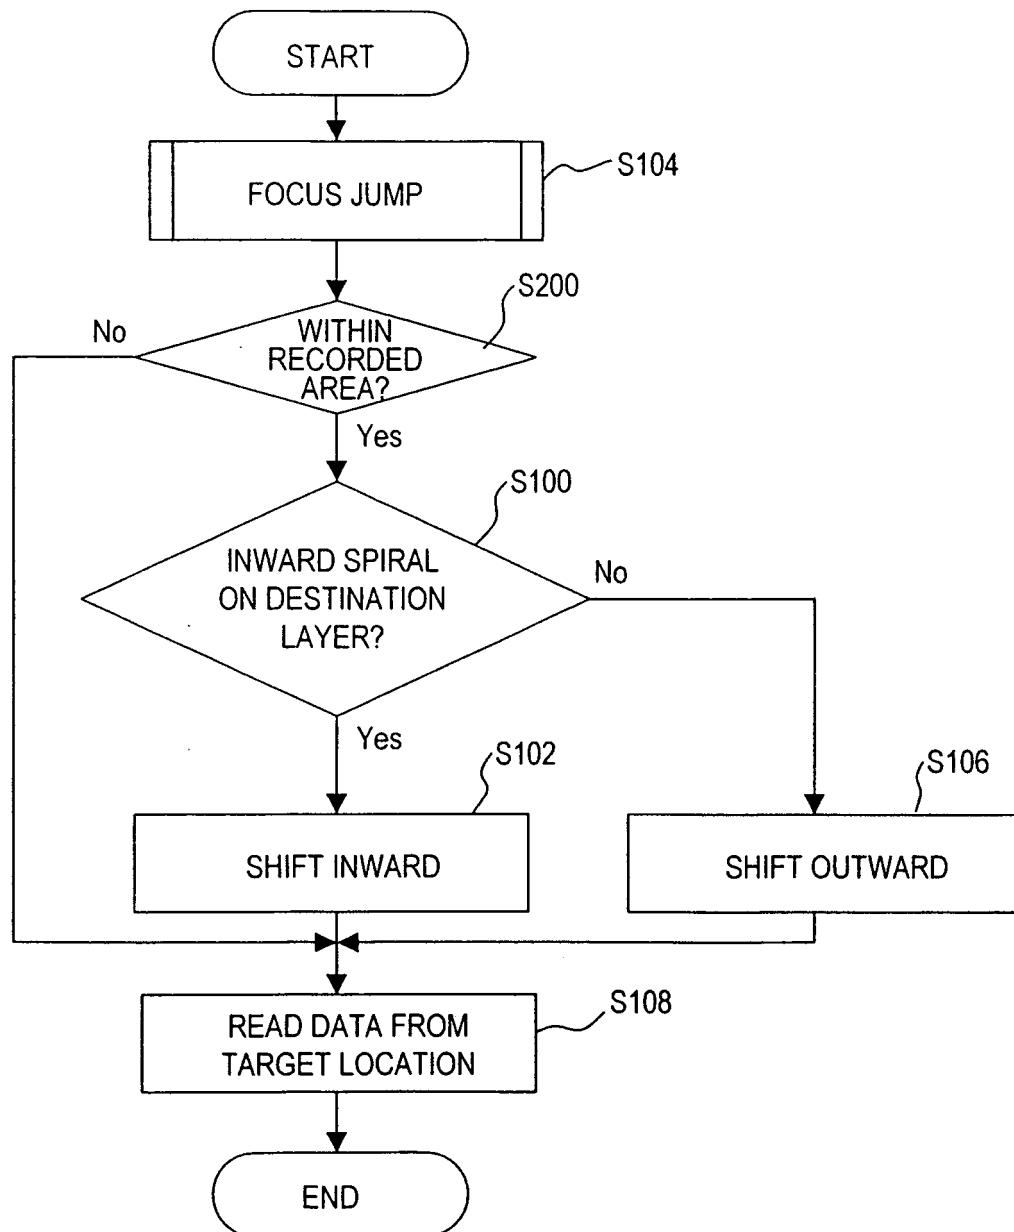 START
FOCUS JUMP
S104
S200
No
WITHIN
RECORDED
AREA?
Yes
S100
INWARD SPIRAL
ON DESTINATION
LAYER?
No
Yes
S102
S106
SHIFT INWARD
SHIFT OUTWARD
S108
READ DATA FROM
TARGET LOCATION
END